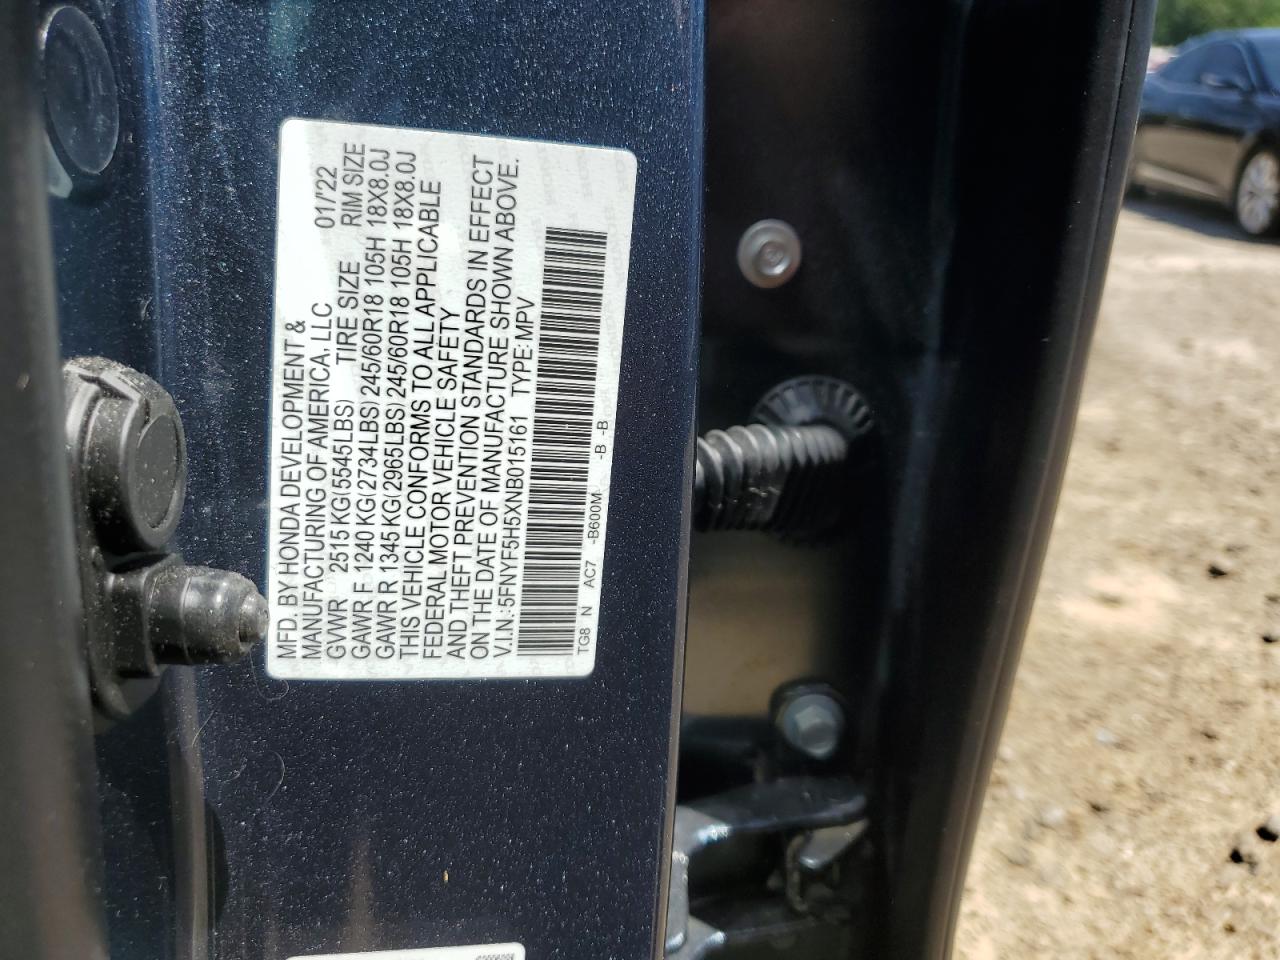 MFD. BY HONDA DEVELOPMENT &
MANUFACTURING OF AMERICA, LLC 01/'22
GVWR 2515 KG(5545LBS) TIRE SIZE RIM SIZE
GAWR F 1240 KG(2734LBS) 245/60R18 105H 18X8.0J
GAWR R 1345 KG(2965LBS) 245/60R18 105H 18X8.0J
THIS VEHICLE CONFORMS TO ALL APPLICABLE
FEDERAL MOTOR VEHICLE SAFETY
AND THEFT PREVENTION STANDARDS IN EFFECT
ON THE DATE OF MANUFACTURE SHOWN ABOVE.
V.I.N.:5FNYF5H5XNB015161 TYPE: MPV
TG8 N AC7 -B600M -B -B